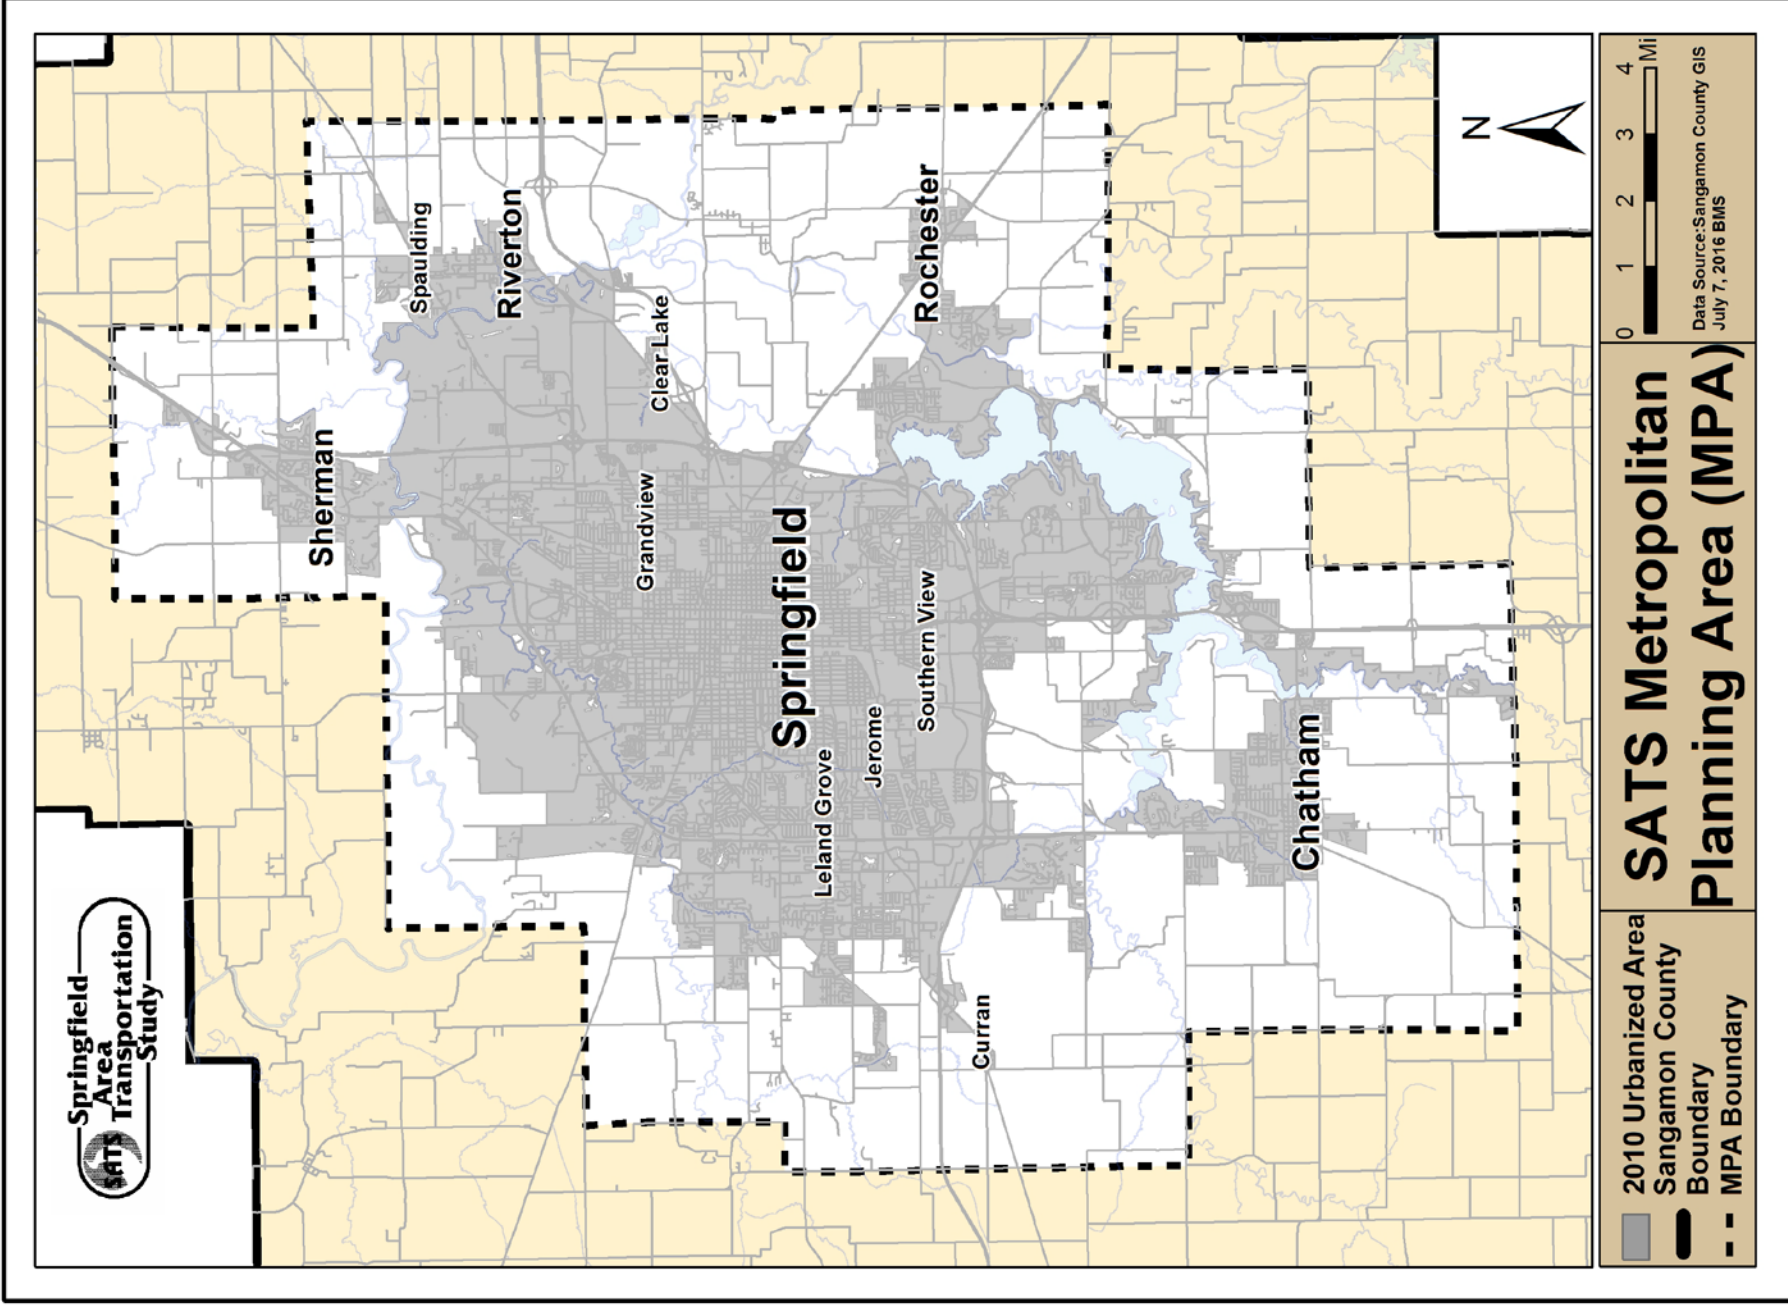 Springfield
Area
Transportation
Study
SATS
Sherman
Spaulding
Riverton
Clear Lake
Grandview
Springfield
Leland Grove
Jerome
Southern View
Rochester
Curran
Chatham
N
2010 Urbanized Area
Sangamon County
Boundary
MPA Boundary
SATS Metropolitan
Planning Area (MPA)
0 1 2 3 4
Mi
Data Source:Sangamon County GIS
July 7, 2016 BMS